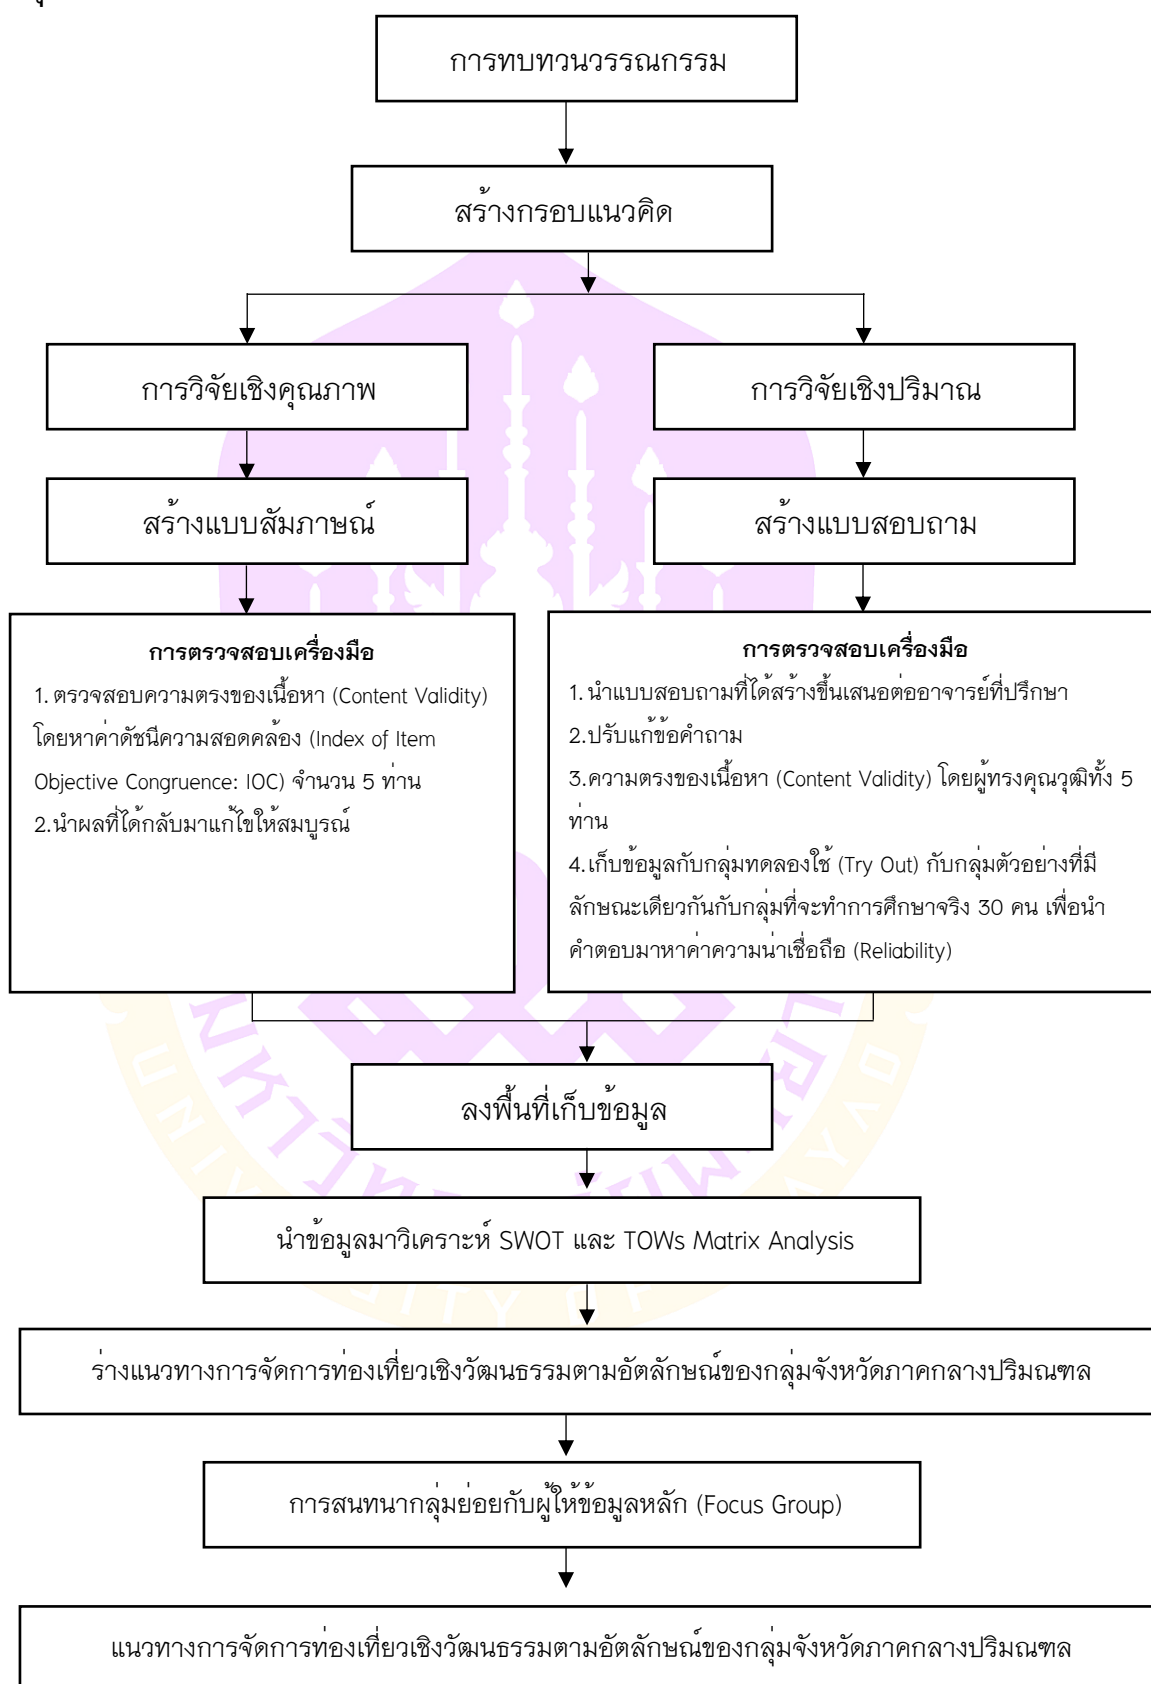 การทบทวนวรรณกรรม
สร้างกรอบแนวคิด
การวิจัยเชิงคุณภาพ
การวิจัยเชิงปริมาณ
สร้างแบบสัมภาษณ์
สร้างแบบสอบถาม
การตรวจสอบเครื่องมือ
1. ตรวจสอบความตรงของเนื้อหา (Content Validity)
โดยหาค่าดัชนีความสอดคล้อง (Index of Item
Objective Congruence: IOC) จำนวน 5 ท่าน
2.นำผลที่ได้กลับมาแก้ไขให้สมบูรณ์
การตรวจสอบเครื่องมือ
1. นำแบบสอบถามที่ได้สร้างขึ้นเสนอต่ออาจารย์ที่ปรึกษา
2.ปรับแก้ข้อคำถาม
3.ความตรงของเนื้อหา (Content Validity) โดยผู้ทรงคุณวุฒิทั้ง 5
ท่าน
4.เก็บข้อมูลกับกลุ่มทดลองใช้ (Try Out) กับกลุ่มตัวอย่างที่มี
ลักษณะเดียวกันกับกลุ่มที่จะทำการศึกษาจริง 30 คน เพื่อนำ
คำตอบมาหาค่าความน่าเชื่อถือ (Reliability)
ลงพื้นที่เก็บข้อมูล
นำข้อมูลมาวิเคราะห์ SWOT และ TOWs Matrix Analysis
ร่างแนวทางการจัดการท่องเที่ยวเชิงวัฒนธรรมตามอัตลักษณ์ของกลุ่มจังหวัดภาคกลางปริมณฑล
การสนทนากลุ่มย่อยกับผู้ให้ข้อมูลหลัก (Focus Group)
แนวทางการจัดการท่องเที่ยวเชิงวัฒนธรรมตามอัตลักษณ์ของกลุ่มจังหวัดภาคกลางปริมณฑล